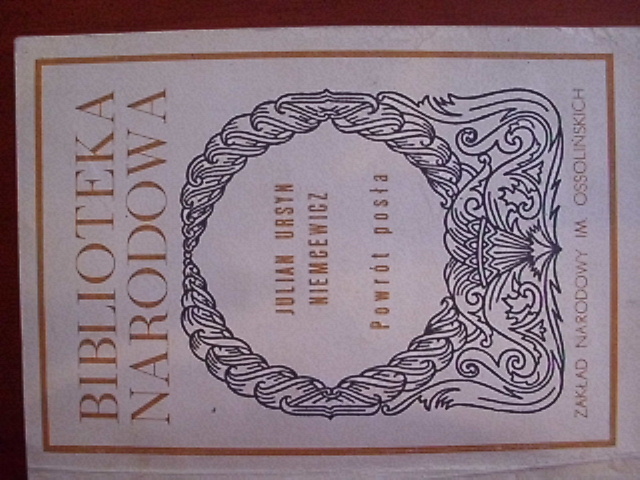 BIBLIOTEKA
NARODOWA
JULIAN URSYN
NIEMCEWICZ
Powrót posła
ZAKŁAD NARODOWY IM. OSSOLIŃSKICH